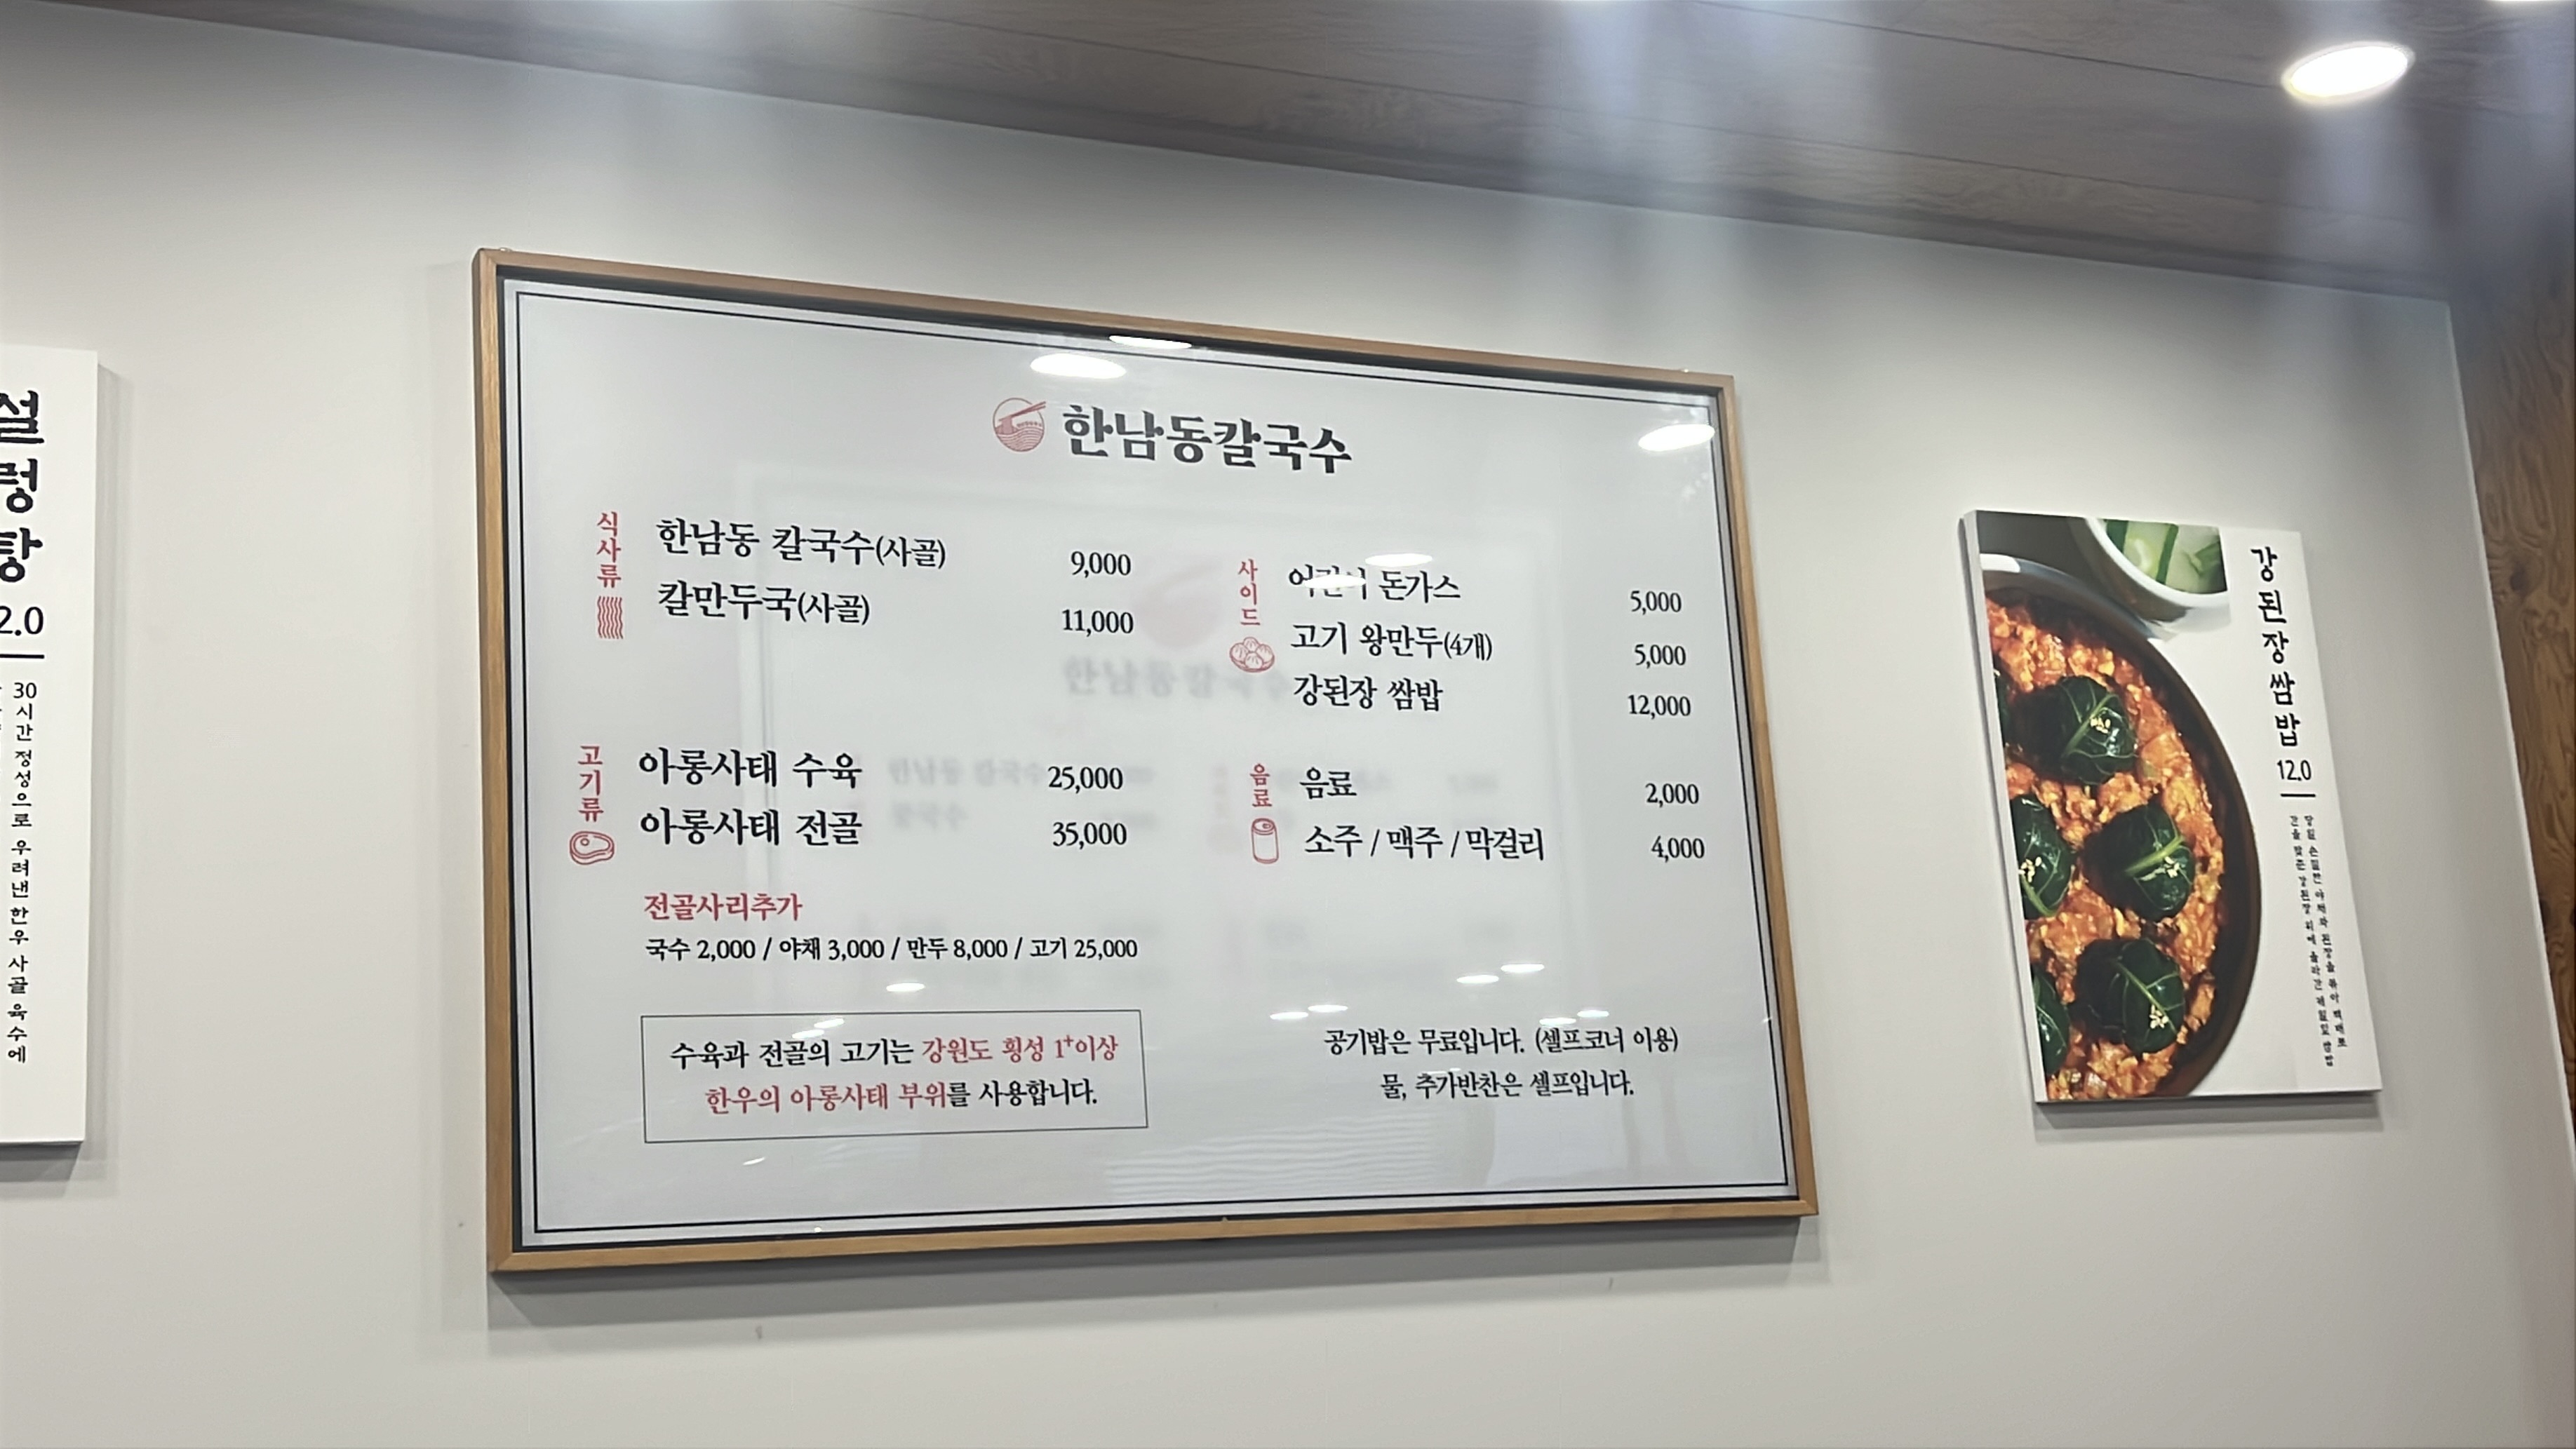 설렁탕
2.0
30시간 정성으로 우려낸 한우 사골 육수에
한남동칼국수
식사류
한남동 칼국수(사골) 9,000
칼만두국(사골) 11,000
고기류
아롱사태 수육 25,000
아롱사태 전골 35,000
전골사리추가
국수 2,000 / 야채 3,000 / 만두 8,000 / 고기 25,000
수육과 전골의 고기는 강원도 횡성 1+이상
한우의 아롱사태 부위를 사용합니다.
사이드
어린이 돈가스 5,000
고기 왕만두(4개) 5,000
강된장 쌈밥 12,000
음료
음료 2,000
소주 / 맥주 / 막걸리 4,000
공기밥은 무료입니다. (셀프코너 이용)
물, 추가반찬은 셀프입니다.
강된장쌈밥
12.0